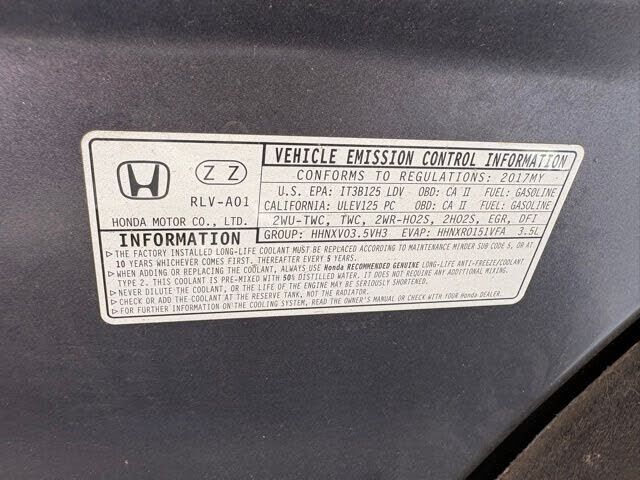 Z Z
RLV-A01
HONDA MOTOR CO., LTD.
VEHICLE EMISSION CONTROL INFORMATION
CONFORMS TO REGULATIONS: 2017MY
U.S. EPA: IT3B125 LDV OBD: CA II FUEL: GASOLINE
CALIFORNIA: ULEV125 PC OBD: CA II FUEL: GASOLINE
2WU-TWC, TWC, 2WR-HO2S, 2HO2S, EGR, DFI
GROUP: HHNXV03.5VH3 EVAP: HHNXR0151VFA 3.5L
INFORMATION
▷THE FACTORY INSTALLED LONG-LIFE COOLANT MUST BE REPLACED ACCORDING TO MAINTENANCE MINDER SUB CODE 5, OR AT
10 YEARS WHICHEVER COMES FIRST. THEREAFTER EVERY 5 YEARS.
▷WHEN ADDING OR REPLACING COOLANT, ALWAYS USE Honda RECOMMENDED GENUINE LONG-LIFE ANTI-FREEZE/COOLANT
TYPE 2. THIS COOLANT IS PRE-MIXED WITH 50% DISTILLED WATER. IT DOES NOT REQUIRE ANY ADDITIONAL MIXING.
▷NEVER DILUTE THE COOLANT, OR THE LIFE OF THE ENGINE MAY BE SERIOUSLY SHORTENED.
▷CHECK OR ADD THE COOLANT AT THE RESERVE TANK, NOT THE RADIATOR.
▷FOR FURTHER INFORMATION ON THE COOLING SYSTEM, READ THE OWNER'S MANUAL OR CHECK WITH YOUR Honda DEALER.